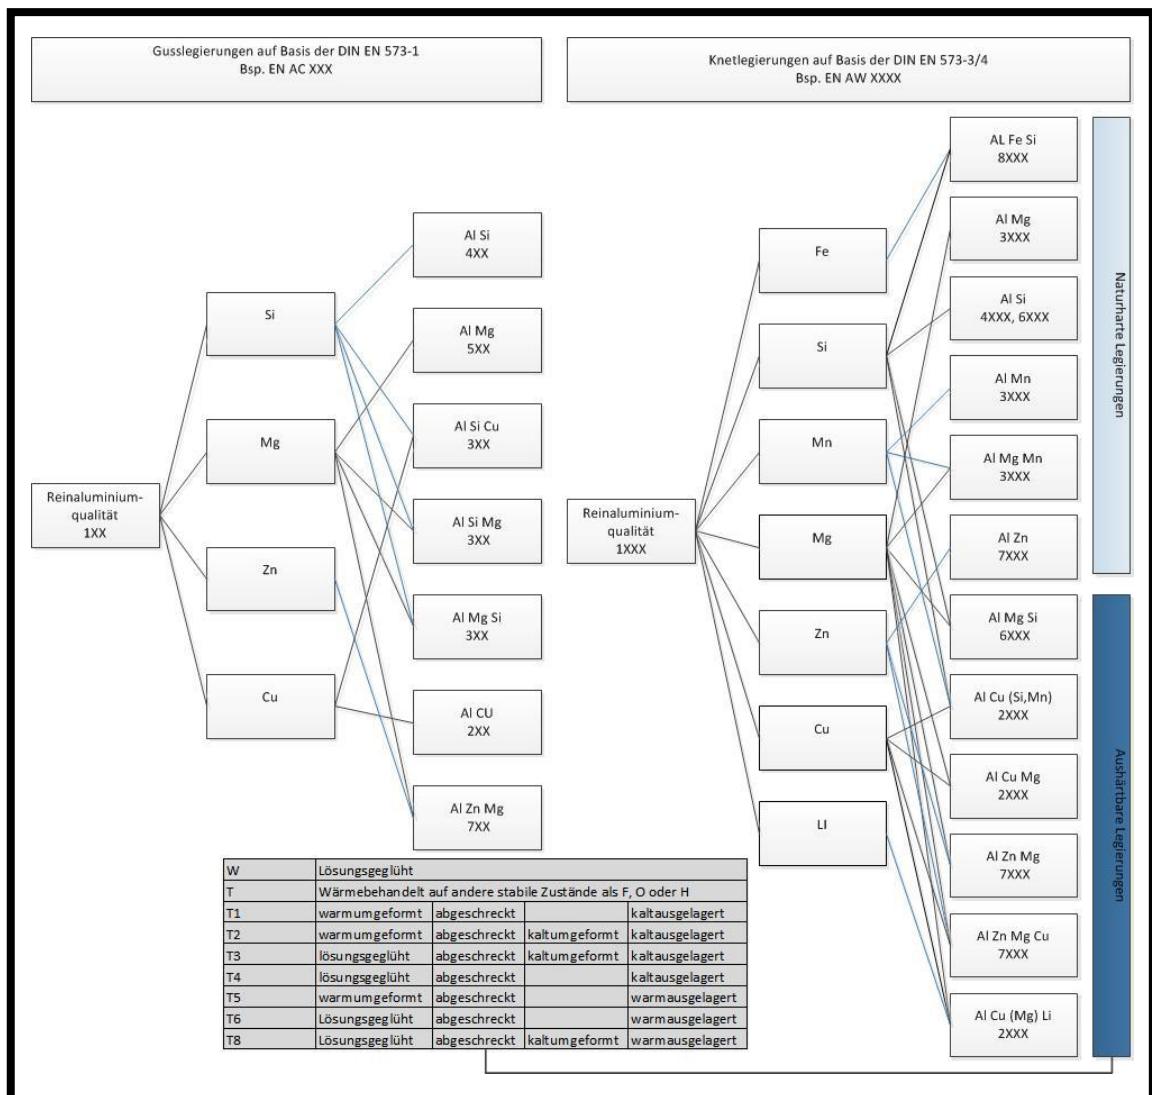 Gusslegierungen auf Basis der DIN EN 573-1
Bsp. EN AC XXX
Knetlegierungen auf Basis der DIN EN 573-3/4
Bsp. EN AW XXXX
Reinaluminium-
qualität
1XX
Si
Mg
Zn
Cu
Al Si
4XX
Al Mg
5XX
Al Si Cu
3XX
Al Si Mg
3XX
Al Mg Si
3XX
Al CU
2XX
Al Zn Mg
7XX
Reinaluminium-
qualität
1XXX
Fe
Si
Mn
Mg
Zn
Cu
LI
AL Fe Si
8XXX
Al Mg
3XXX
Al Si
4XXX, 6XXX
Al Mn
3XXX
Al Mg Mn
3XXX
Al Zn
7XXX
Al Mg Si
6XXX
Al Cu (Si,Mn)
2XXX
Al Cu Mg
2XXX
Al Zn Mg
7XXX
Al Zn Mg Cu
7XXX
Al Cu (Mg) Li
2XXX
Naturharte Legierungen
Aushärtbare Legierungen
W Lösungsgeglüht
T Wärmebehandelt auf andere stabile Zustände als F, O oder H
T1 warmumgeformt abgeschreckt kaltausgelagert
T2 warmumgeformt abgeschreckt kaltumgeformt kaltausgelagert
T3 lösungsgeglüht abgeschreckt kaltumgeformt kaltausgelagert
T4 lösungsgeglüht abgeschreckt kaltausgelagert
T5 warmumgeformt abgeschreckt warmausgelagert
T6 Lösungsgeglüht abgeschreckt warmausgelagert
T8 Lösungsgeglüht abgeschreckt kaltumgeformt warmausgelagert